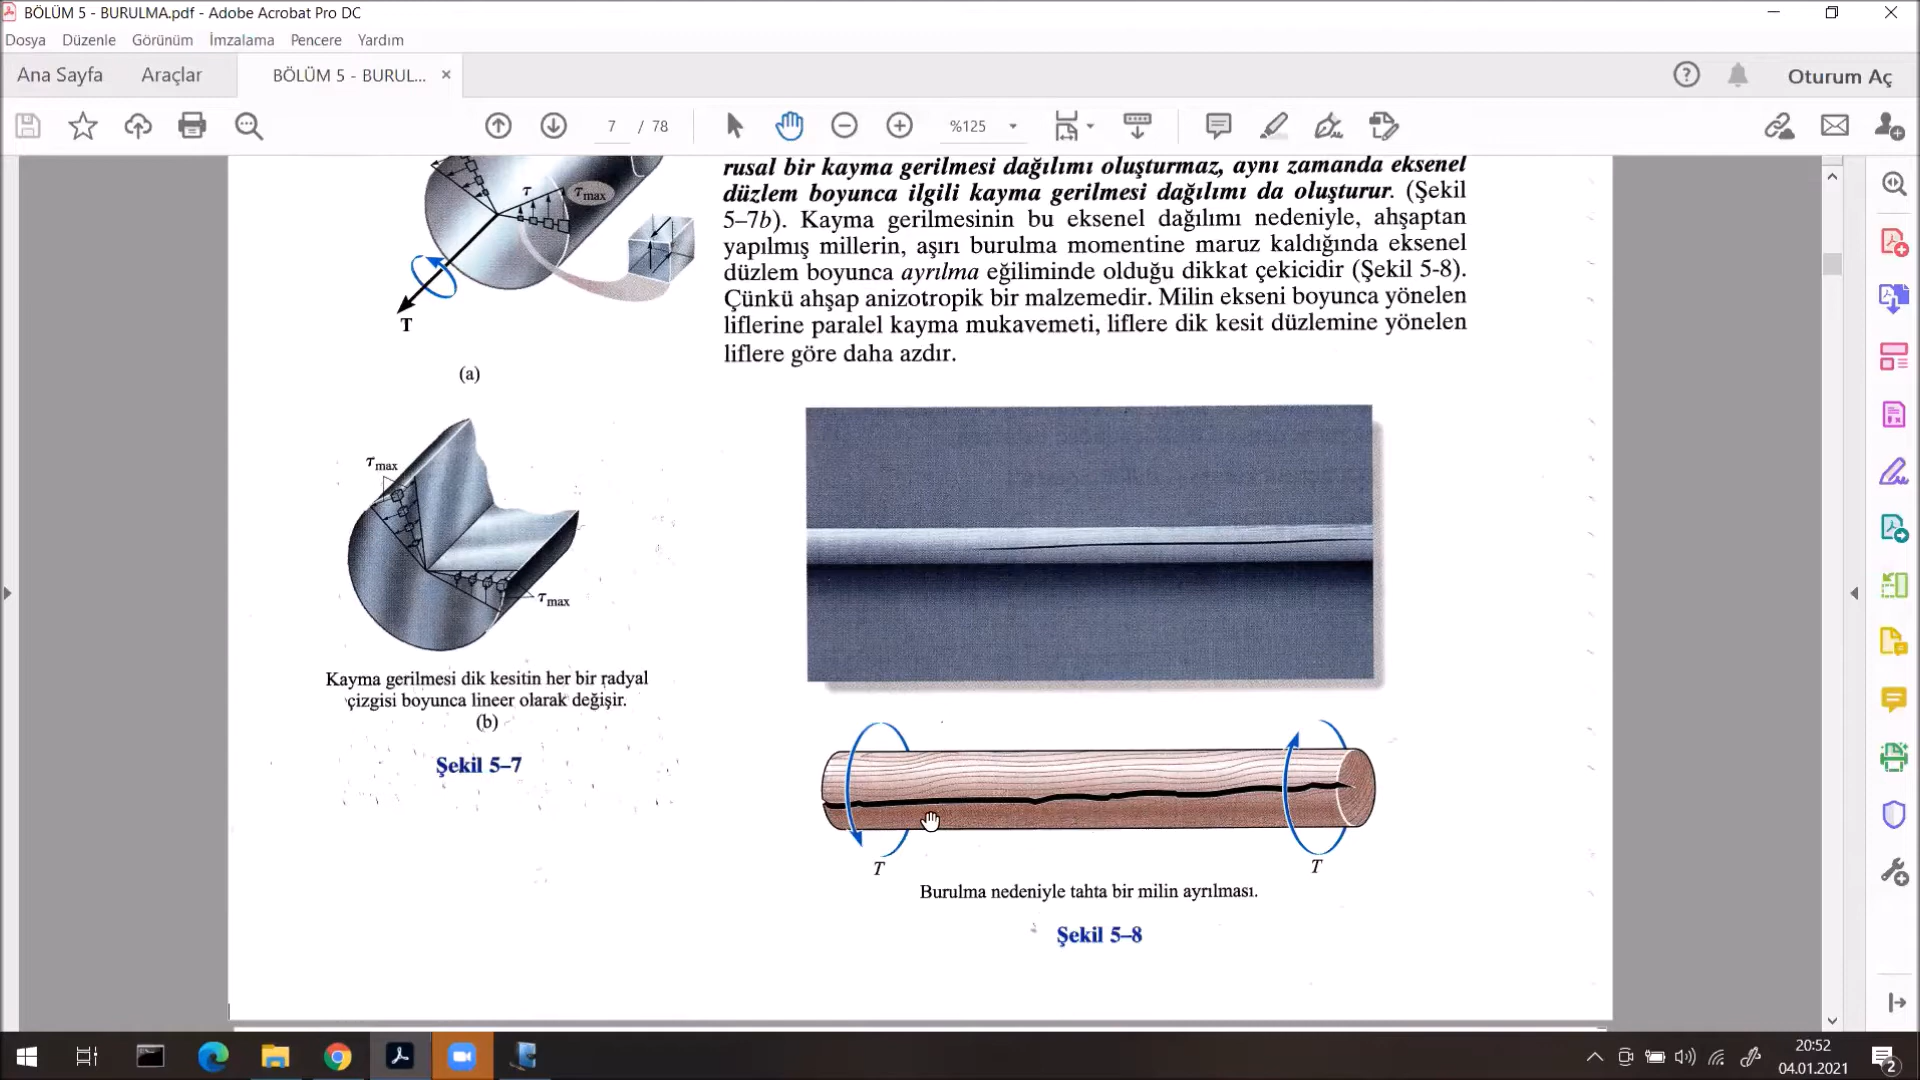 BÖLÜM 5 - BURULMA.pdf - Adobe Acrobat Pro DC
Dosya Düzenle Görünüm İmzalama Pencere Yardım
Ana Sayfa Araçlar BÖLÜM 5 - BURUL... × Oturum Aç
7 / 78 %125
rusal bir kayma gerilmesi dağılımı oluşturmaz, aynı zamanda eksenel
düzlem boyunca ilgili kayma gerilmesi dağılımı da oluşturur. (Şekil
5–7b). Kayma gerilmesinin bu eksenel dağılımı nedeniyle, ahşaptan
yapılmış millerin, aşırı burulma momentine maruz kaldığında eksenel
düzlem boyunca ayrılma eğiliminde olduğu dikkat çekicidir (Şekil 5-8).
Çünkü ahşap anizotropik bir malzemedir. Milin ekseni boyunca yönelen
liflerine paralel kayma mukavemeti, liflere dik kesit düzlemine yönelen
liflere göre daha azdır.
τ τmax
T
(a)
τmax
τmax
Kayma gerilmesi dik kesitin her bir radyal
çizgisi boyunca lineer olarak değişir.
(b)
Şekil 5–7
T T
Burulma nedeniyle tahta bir milin ayrılması.
Şekil 5–8
20:52
04.01.2021
2